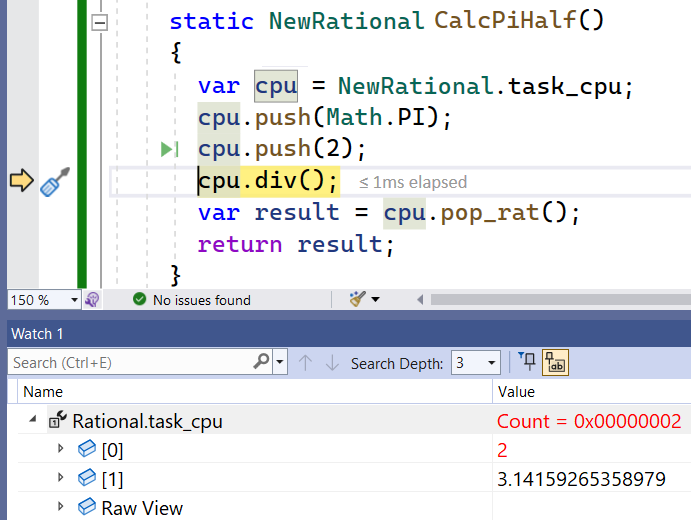 static NewRational CalcPiHalf()
{
var cpu = NewRational.task_cpu;
cpu.push(Math.PI);
cpu.push(2);
cpu.div(); ≤ 1ms elapsed
var result = cpu.pop_rat();
return result;
}
150 % No issues found
Watch 1
Search (Ctrl+E) Search Depth: 3
Name Value
Rational.task_cpu Count = 0x00000002
[0] 2
[1] 3.14159265358979
Raw View